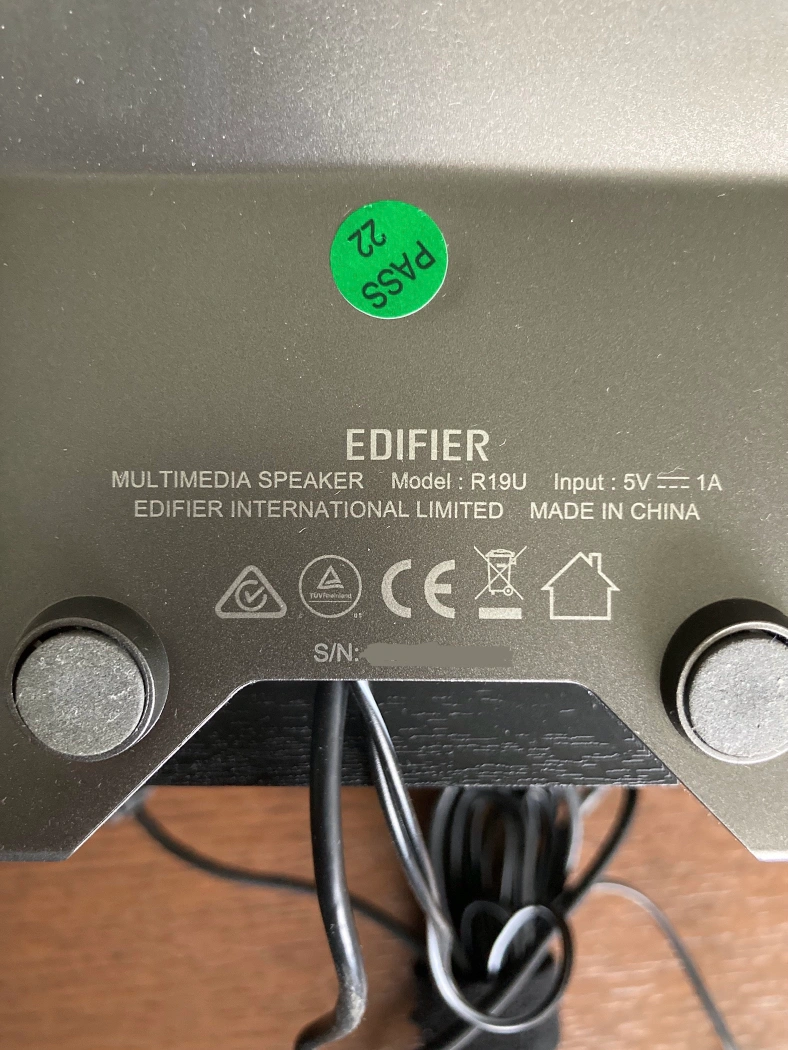 PASS
22
EDIFIER
MULTIMEDIA SPEAKER Model : R19U Input : 5V ⎓ 1A
EDIFIER INTERNATIONAL LIMITED MADE IN CHINA
TÜVRheinland CE
S/N: